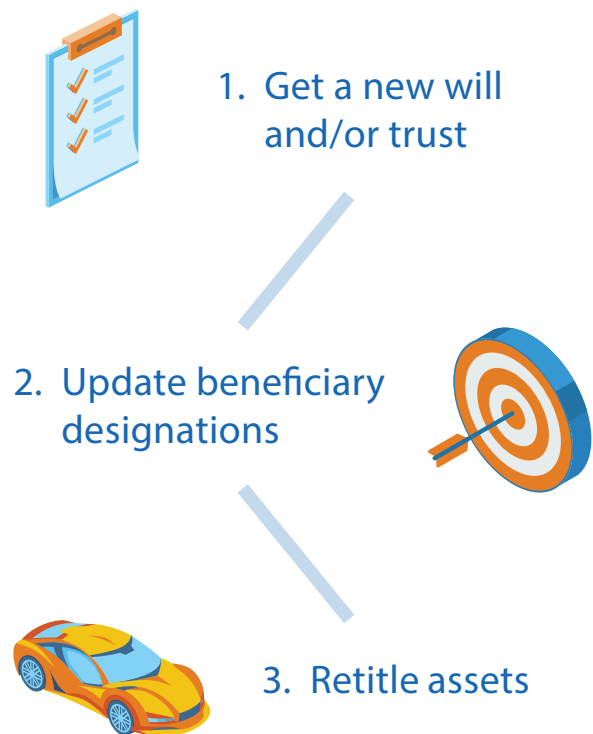 1. Get a new will
and/or trust
2. Update beneficiary
designations
3. Retitle assets